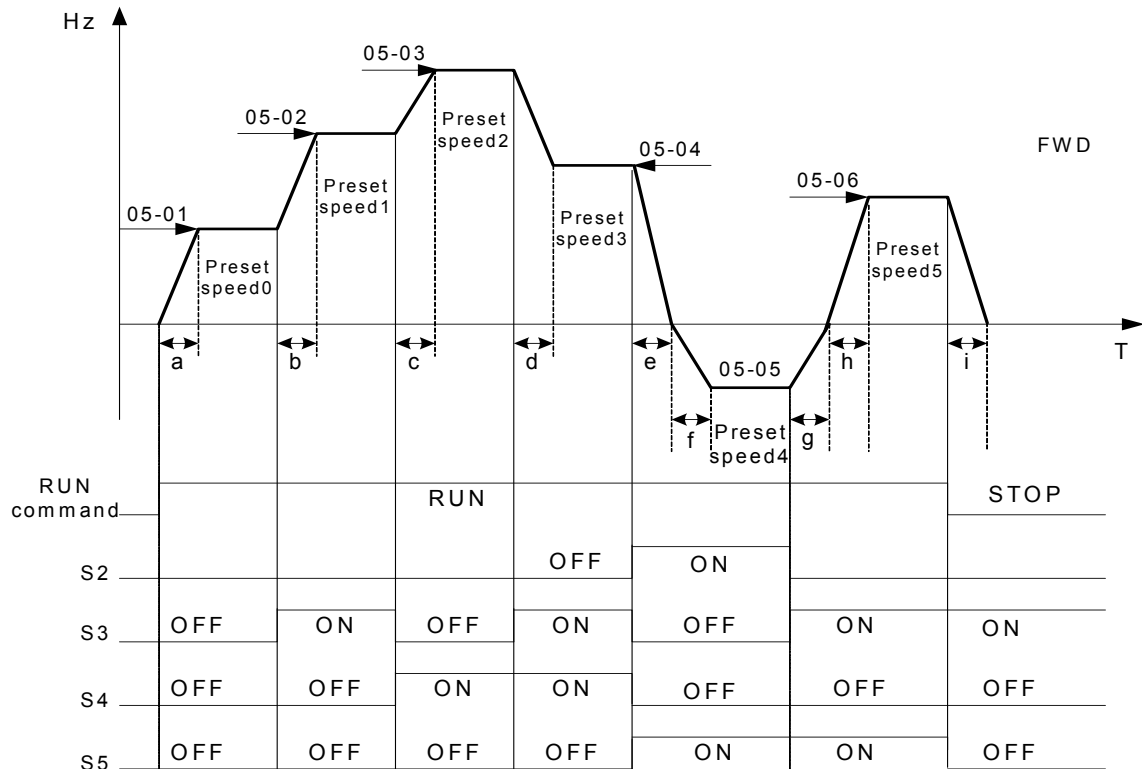 Hz
05-03
05-02
Preset
speed2
05-04
FWD
Preset
speed1
05-06
05-01
Preset
speed3
Preset
speed0
Preset
speed5
T
a
b
c
d
e
05-05
h
i
f
Preset
speed4
g
RUN
command
RUN
STOP
S2
OFF
ON
S3
OFF
ON
OFF
ON
OFF
ON
ON
S4
OFF
OFF
ON
ON
OFF
OFF
OFF
S5
OFF
OFF
OFF
OFF
ON
ON
OFF